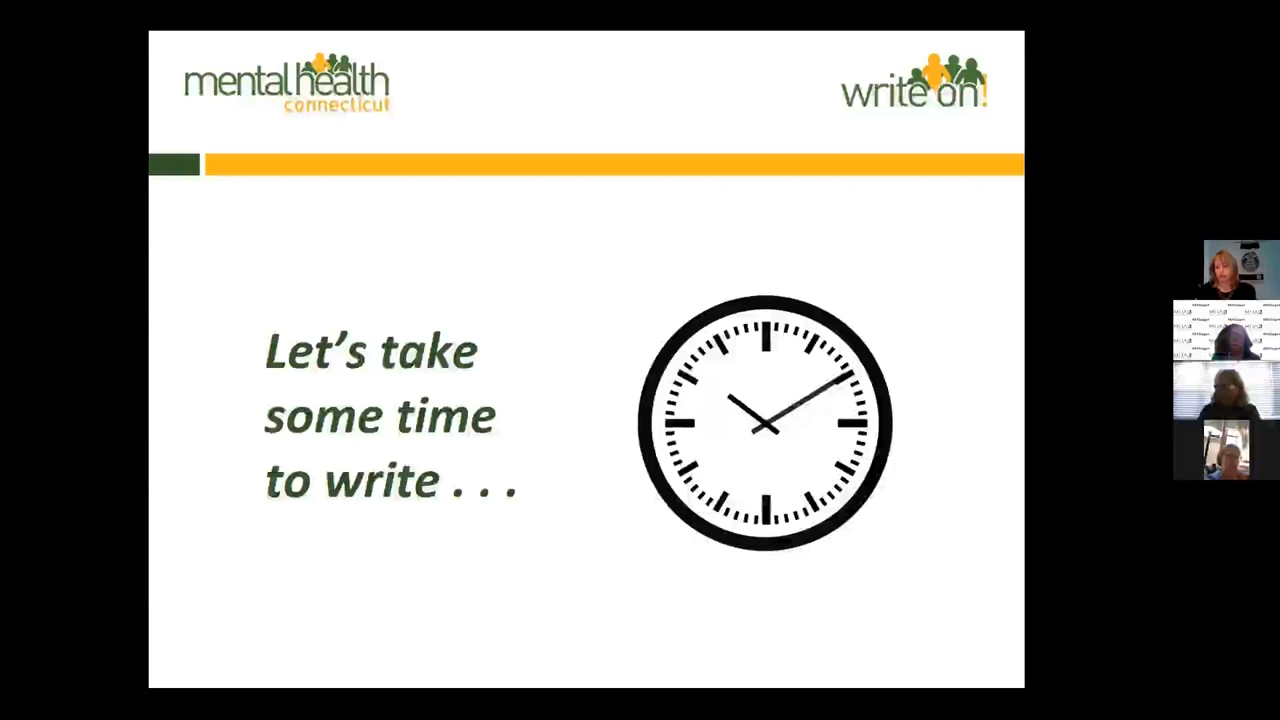 mental health
connecticut
write on!
Let’s take
some time
to write . . .